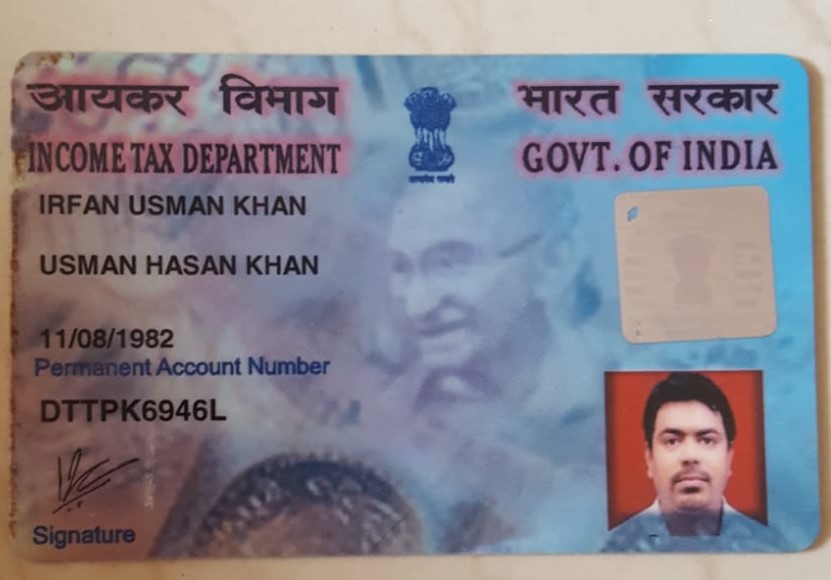 आयकर विभाग
भारत सरकार
INCOME TAX DEPARTMENT
GOVT. OF INDIA
IRFAN USMAN KHAN
USMAN HASAN KHAN
11/08/1982
Permanent Account Number
DTTPK6946L
Signature